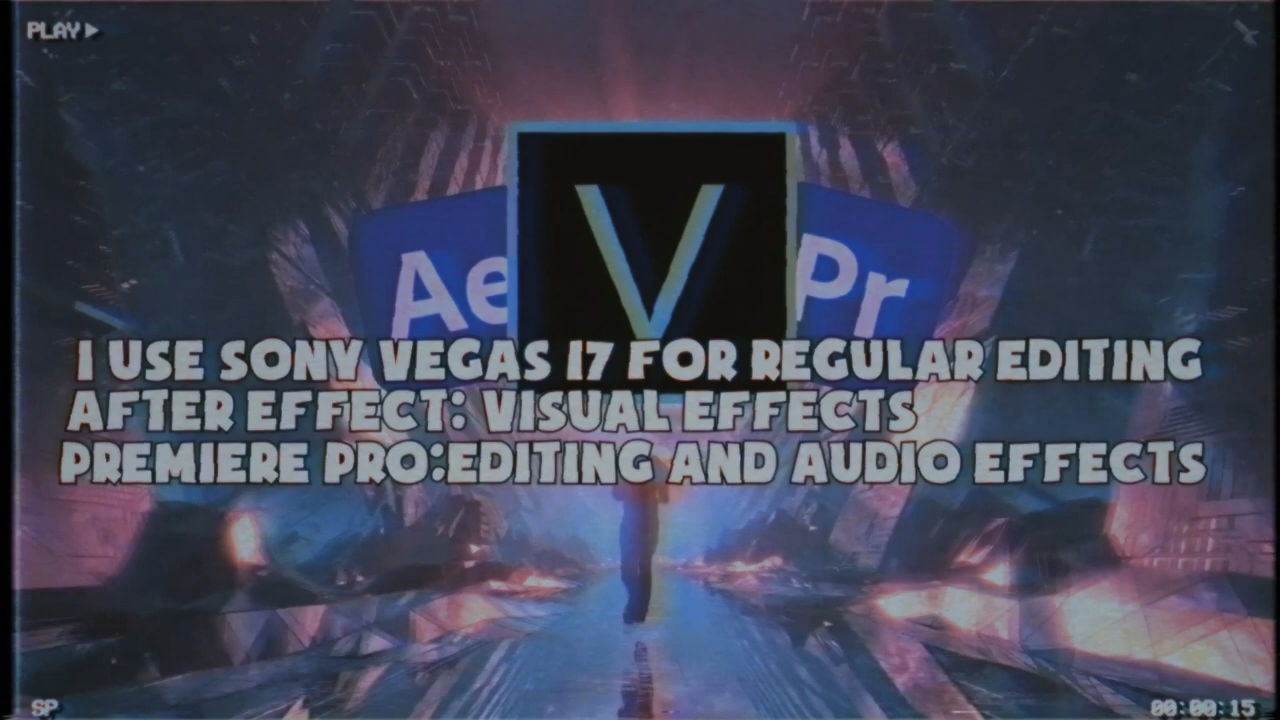 PLAY
Ae V Pr
I USE SONY VEGAS 17 FOR REGULAR EDITING
AFTER EFFECT: VISUAL EFFECTS
PREMIERE PRO:EDITING AND AUDIO EFFECTS
SP 00:00:15